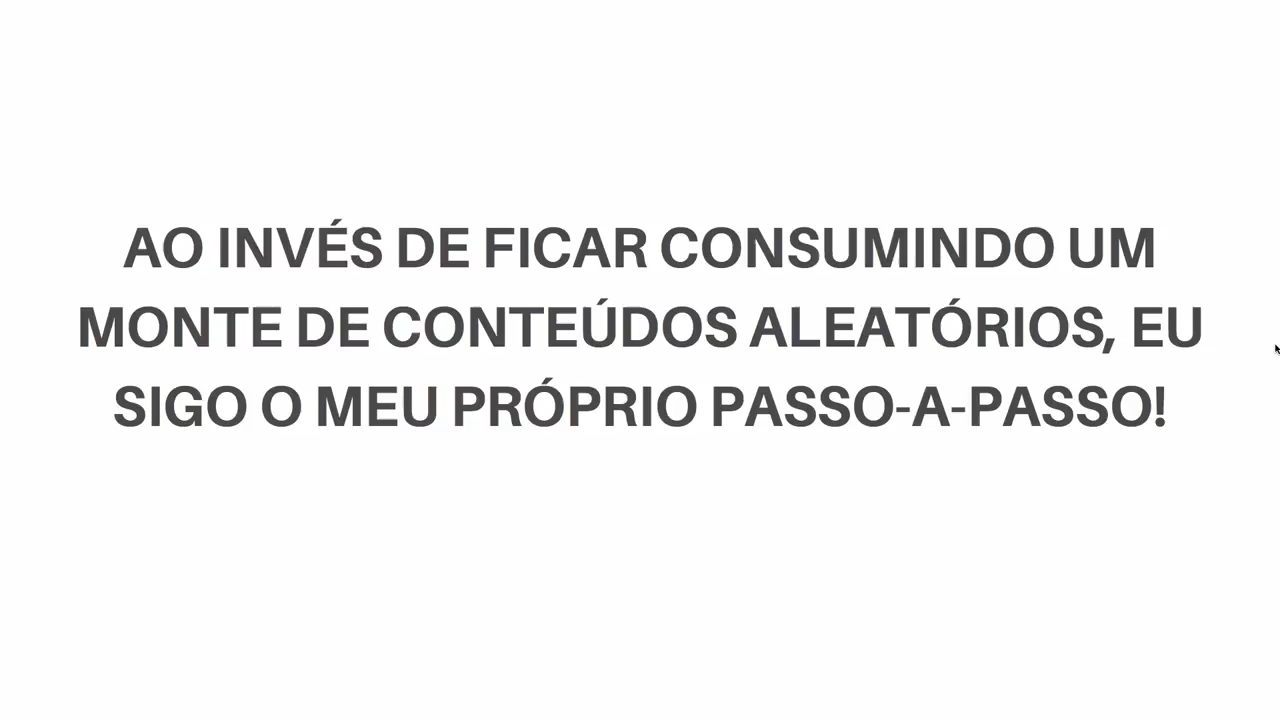 AO INVÉS DE FICAR CONSUMINDO UM
MONTE DE CONTEÚDOS ALEATÓRIOS, EU
SIGO O MEU PRÓPRIO PASSO-A-PASSO!